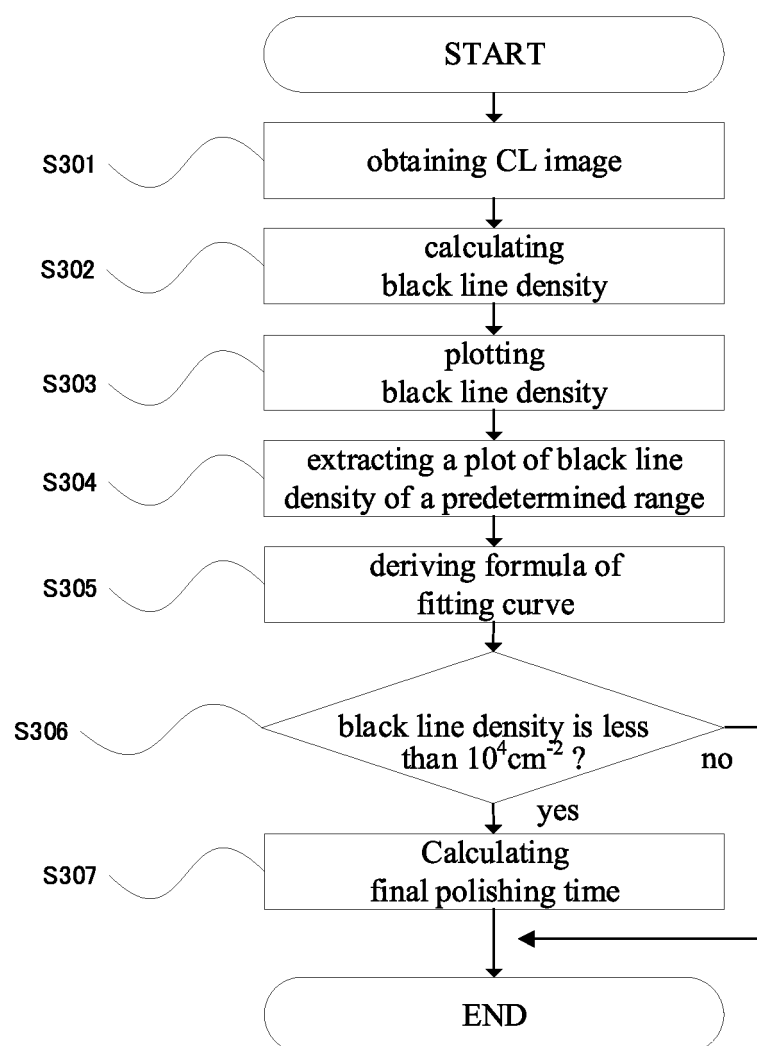 START
S301
obtaining CL image
S302
calculating
black line density
S303
plotting
black line density
S304
extracting a plot of black line
density of a predetermined range
S305
deriving formula of
fitting curve
S306
black line density is less
than 10⁴cm⁻² ?
no
yes
S307
Calculating
final polishing time
END